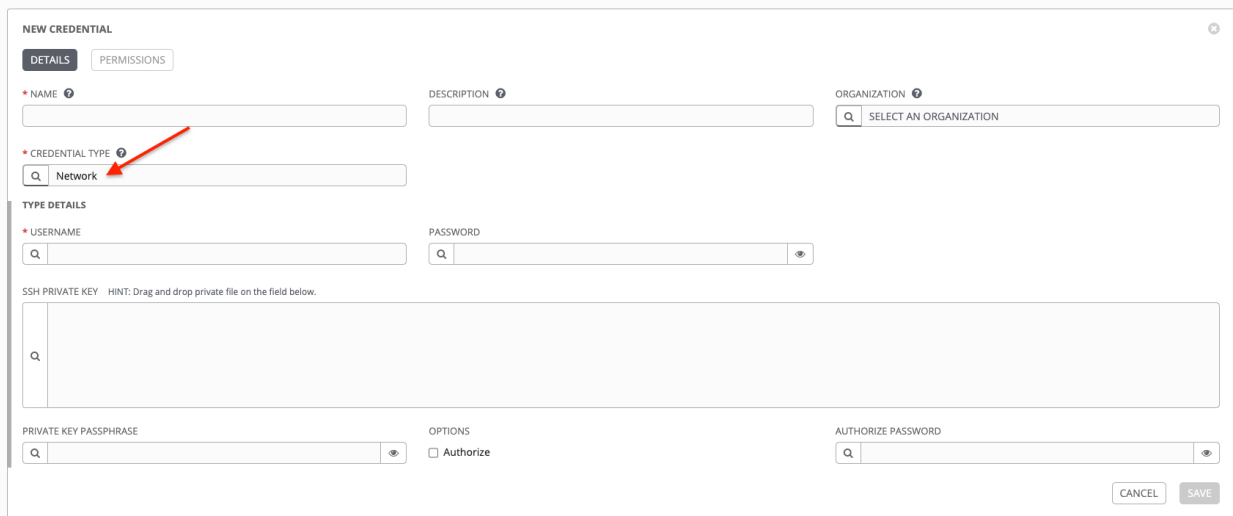 NEW CREDENTIAL
DETAILS PERMISSIONS
* NAME ? DESCRIPTION ? ORGANIZATION ?
SELECT AN ORGANIZATION
* CREDENTIAL TYPE ?
Network
TYPE DETAILS
* USERNAME PASSWORD
SSH PRIVATE KEY HINT: Drag and drop private file on the field below.
PRIVATE KEY PASSPHRASE OPTIONS AUTHORIZE PASSWORD
Authorize
CANCEL SAVE